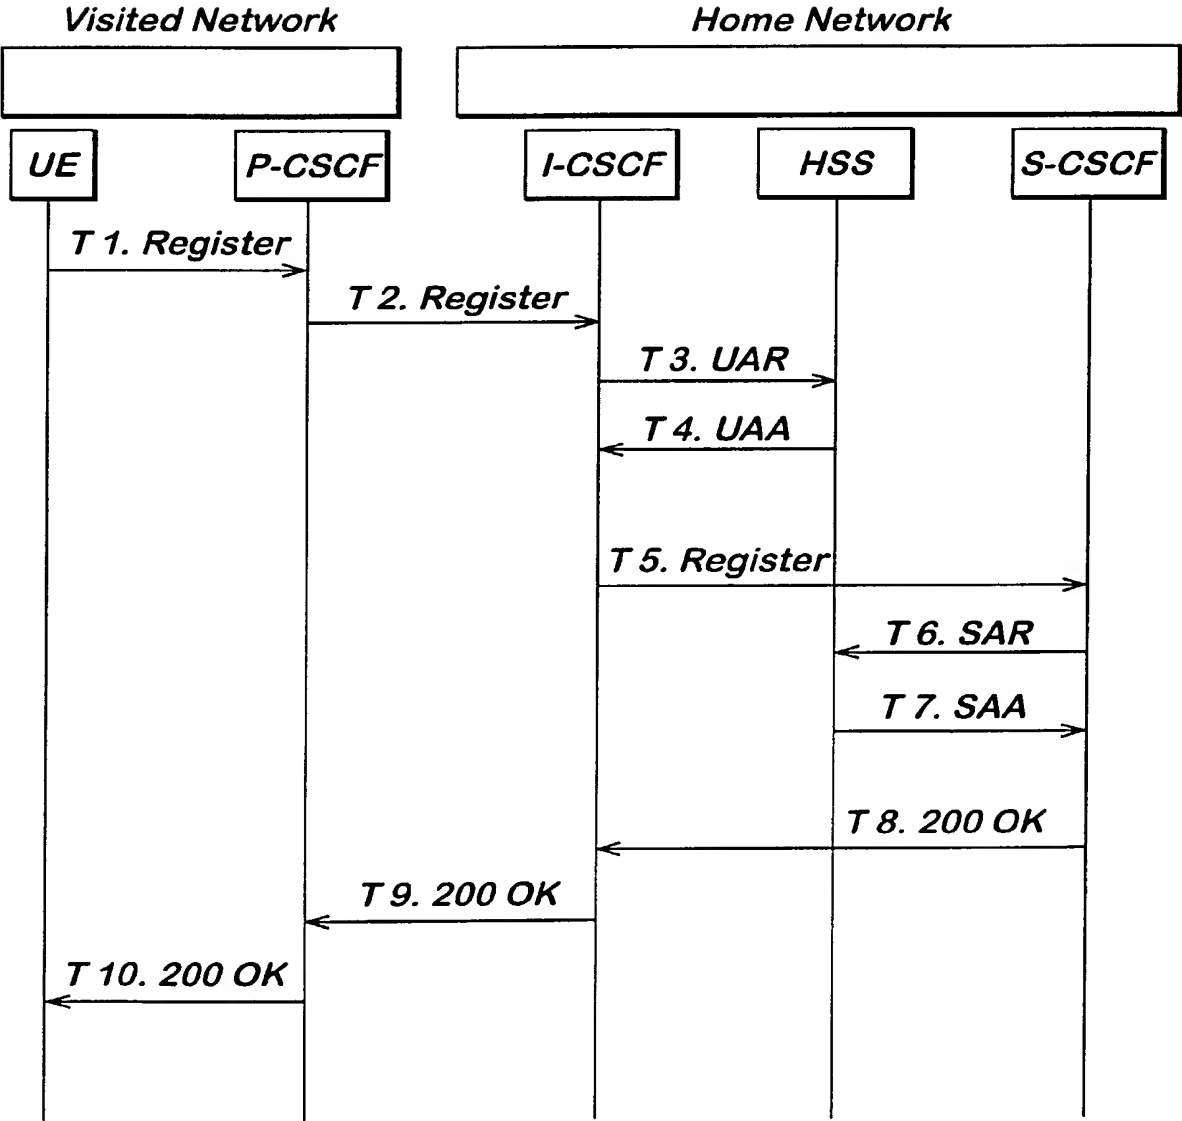 Visited Network
Home Network
UE
P-CSCF
I-CSCF
HSS
S-CSCF
T 1. Register
T 2. Register
T 3. UAR
T 4. UAA
T 5. Register
T 6. SAR
T 7. SAA
T 8. 200 OK
T 9. 200 OK
T 10. 200 OK